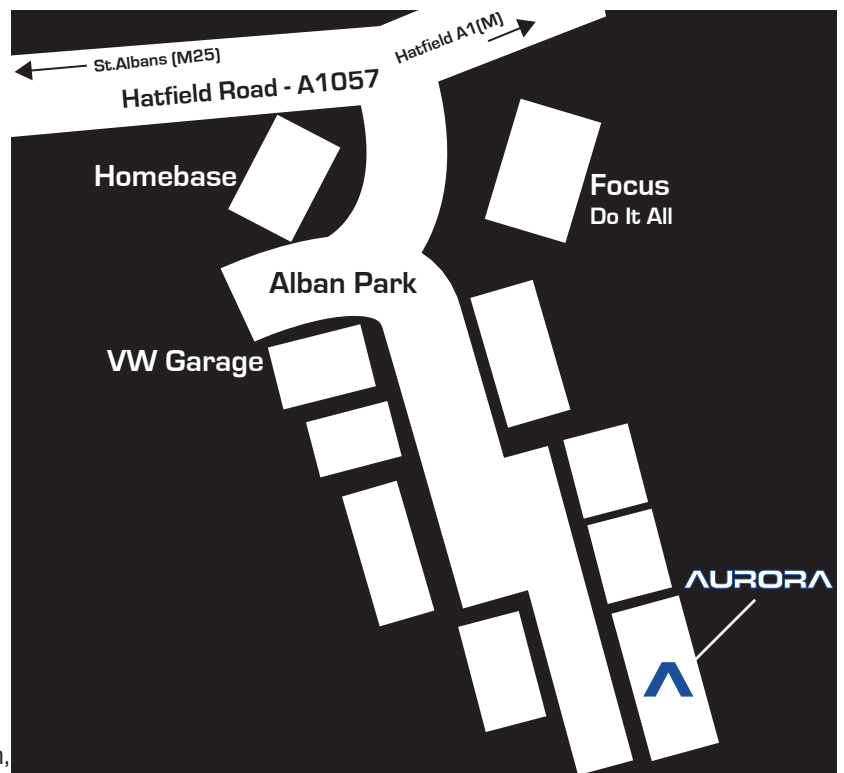 St.Albans (M25)
Hatfield A1(M)
Hatfield Road - A1057
Homebase
Focus
Do It All
Alban Park
VW Garage
AURORA